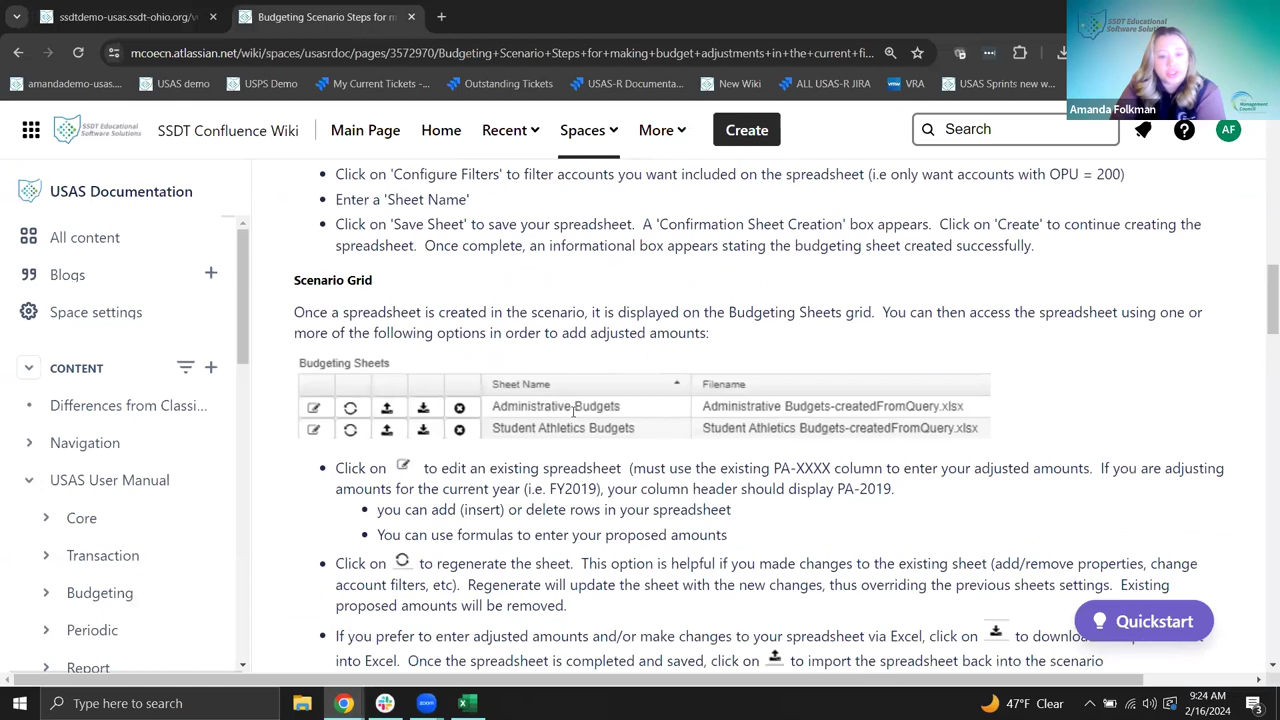 ssdtdemo-usas.ssdt-ohio.org/v
Budgeting Scenario Steps for m
mcoecn.atlassian.net/wiki/spaces/usasrdoc/pages/3572970/Budgeting+Scenario+Steps+for+making+budget+adjustments+in+the+current+fi...
amandademo-usas....
USAS demo
USPS Demo
My Current Tickets -...
Outstanding Tickets
USAS-R Documenta...
New Wiki
ALL USAS-R JIRA
VRA
USAS Sprints new w...
SSDT Educational
Software Solutions
Amanda Folkman
Management
Council
SSDT Educational
Software Solutions
SSDT Confluence Wiki
Main Page
Home
Recent
Spaces
More
Create
Search
AF
USAS Documentation
All content
Blogs
Space settings
CONTENT
Differences from Classi...
Navigation
USAS User Manual
Core
Transaction
Budgeting
Periodic
Report
Click on 'Configure Filters' to filter accounts you want included on the spreadsheet (i.e only want accounts with OPU = 200)
Enter a 'Sheet Name'
Click on 'Save Sheet' to save your spreadsheet. A 'Confirmation Sheet Creation' box appears. Click on 'Create' to continue creating the
spreadsheet. Once complete, an informational box appears stating the budgeting sheet created successfully.
Scenario Grid
Once a spreadsheet is created in the scenario, it is displayed on the Budgeting Sheets grid. You can then access the spreadsheet using one or
more of the following options in order to add adjusted amounts:
Budgeting Sheets
Sheet Name Filename
Administrative Budgets Administrative Budgets-createdFromQuery.xlsx
Student Athletics Budgets Student Athletics Budgets-createdFromQuery.xlsx
Click on to edit an existing spreadsheet (must use the existing PA-XXXX column to enter your adjusted amounts. If you are adjusting
amounts for the current year (i.e. FY2019), your column header should display PA-2019.
you can add (insert) or delete rows in your spreadsheet
You can use formulas to enter your proposed amounts
Click on to regenerate the sheet. This option is helpful if you made changes to the existing sheet (add/remove properties, change
account filters, etc). Regenerate will update the sheet with the new changes, thus overriding the previous sheets settings. Existing
proposed amounts will be removed.
If you prefer to enter adjusted amounts and/or make changes to your spreadsheet via Excel, click on to downloa
into Excel. Once the spreadsheet is completed and saved, click on to import the spreadsheet back into the scenario
Quickstart
Type here to search
zoom
47°F Clear
9:24 AM
2/16/2024
3